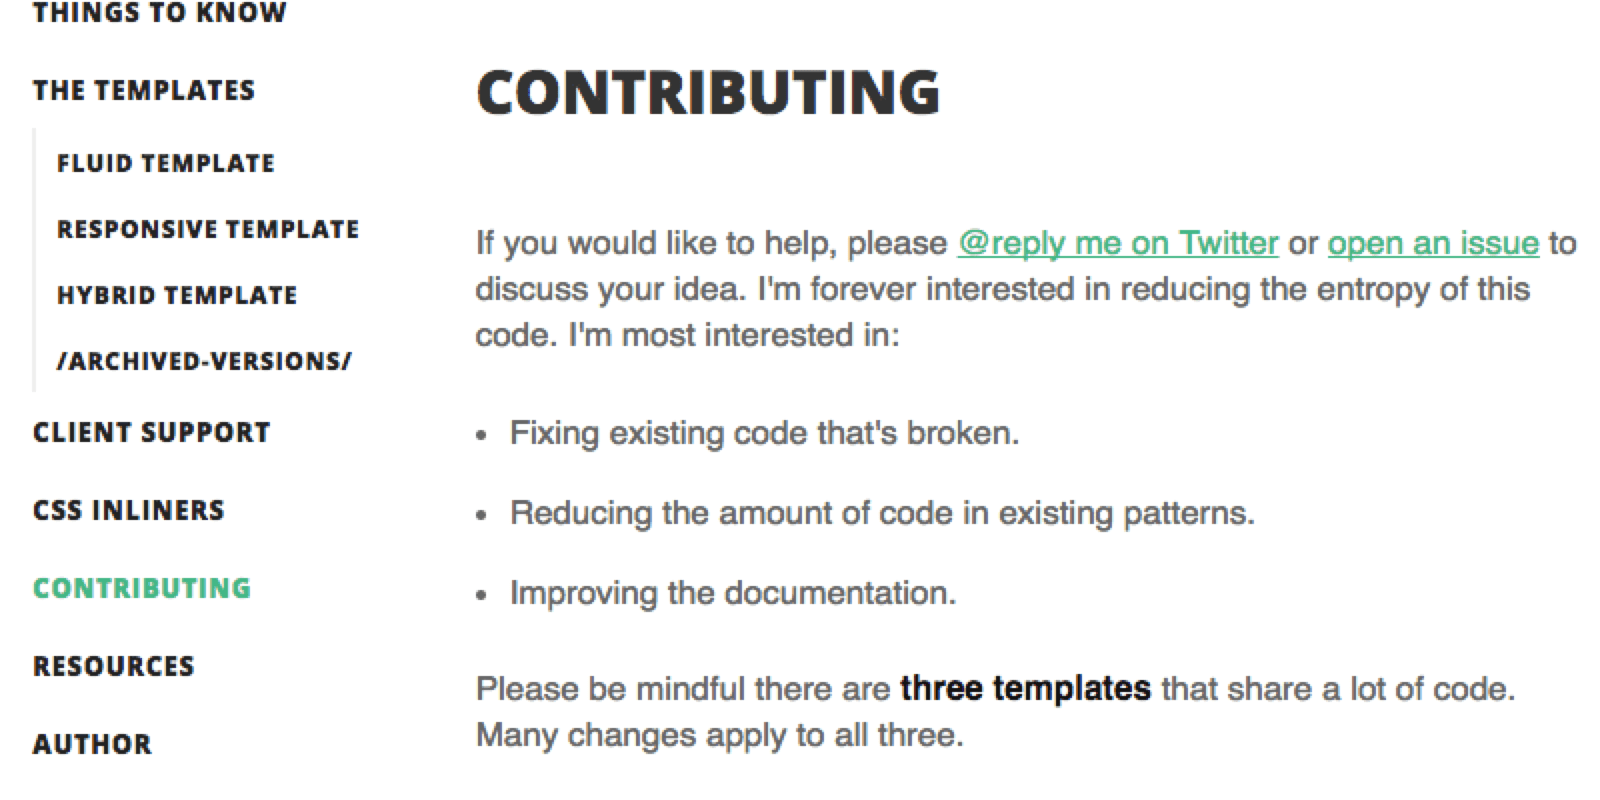 THINGS TO KNOW
THE TEMPLATES
FLUID TEMPLATE
RESPONSIVE TEMPLATE
HYBRID TEMPLATE
/ARCHIVED-VERSIONS/
CLIENT SUPPORT
CSS INLINERS
CONTRIBUTING
RESOURCES
AUTHOR
CONTRIBUTING
If you would like to help, please @reply me on Twitter or open an issue to
discuss your idea. I'm forever interested in reducing the entropy of this
code. I'm most interested in:
• Fixing existing code that's broken.
• Reducing the amount of code in existing patterns.
• Improving the documentation.
Please be mindful there are three templates that share a lot of code.
Many changes apply to all three.